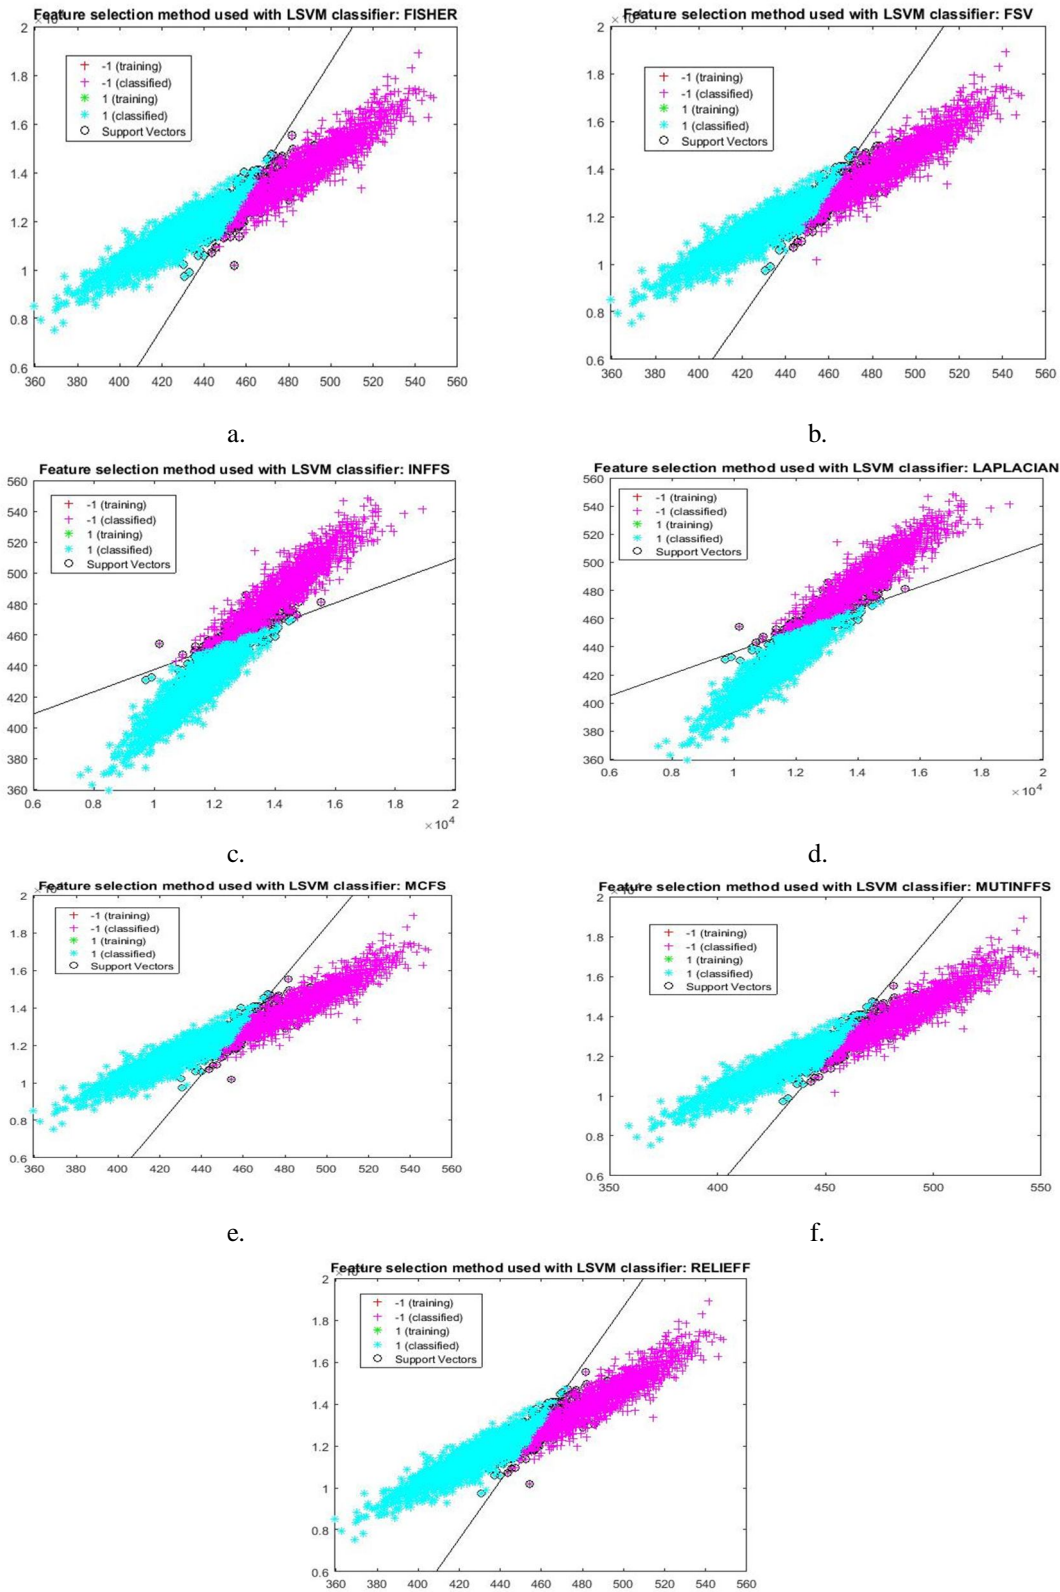 Feature selection method used with LSVM classifier: FISHER
2
1.8
1.6
1.4
1.2
1
0.8
0.6
-1 (training)
-1 (classified)
1 (training)
1 (classified)
Support Vectors
360 380 400 420 440 460 480 500 520 540 560
a.
Feature selection method used with LSVM classifier: FSV
2
1.8
1.6
1.4
1.2
1
0.8
0.6
-1 (training)
-1 (classified)
1 (training)
1 (classified)
Support Vectors
360 380 400 420 440 460 480 500 520 540 560
b.
Feature selection method used with LSVM classifier: INFFS
560
540
520
500
480
460
440
420
400
380
360
-1 (training)
-1 (classified)
1 (training)
1 (classified)
Support Vectors
0.6 0.8 1 1.2 1.4 1.6 1.8 2
×10⁴
c.
Feature selection method used with LSVM classifier: LAPLACIAN
560
540
520
500
480
460
440
420
400
380
360
-1 (training)
-1 (classified)
1 (training)
1 (classified)
Support Vectors
0.6 0.8 1 1.2 1.4 1.6 1.8 2
×10⁴
d.
Feature selection method used with LSVM classifier: MCFS
2
1.8
1.6
1.4
1.2
1
0.8
0.6
-1 (training)
-1 (classified)
1 (training)
1 (classified)
Support Vectors
360 380 400 420 440 460 480 500 520 540 560
e.
Feature selection method used with LSVM classifier: MUTINFFS
2
1.8
1.6
1.4
1.2
1
0.8
0.6
-1 (training)
-1 (classified)
1 (training)
1 (classified)
Support Vectors
350 400 450 500 550
f.
Feature selection method used with LSVM classifier: RELIEFF
2
1.8
1.6
1.4
1.2
1
0.8
0.6
-1 (training)
-1 (classified)
1 (training)
1 (classified)
Support Vectors
360 380 400 420 440 460 480 500 520 540 560